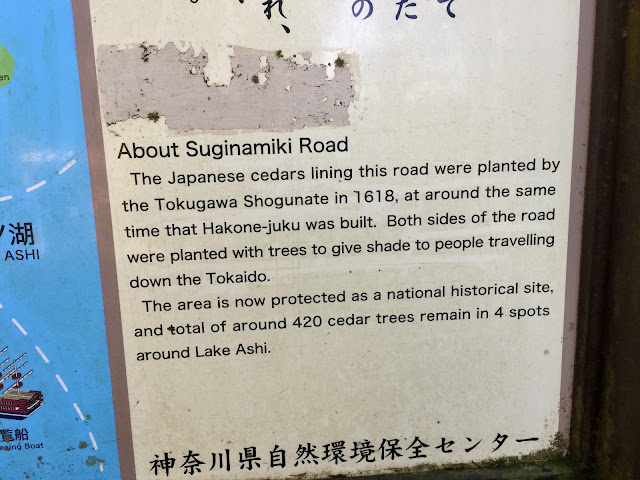 て
た
の
れ、
About Suginamiki Road
The Japanese cedars lining this road were planted by
the Tokugawa Shogunate in 1618, at around the same
time that Hakone-juku was built. Both sides of the road
were planted with trees to give shade to people travelling
down the Tokaido.
The area is now protected as a national historical site,
and total of around 420 cedar trees remain in 4 spots
around Lake Ashi.
神奈川県自然環境保全センター
湖
ASHI
覧船
Boat